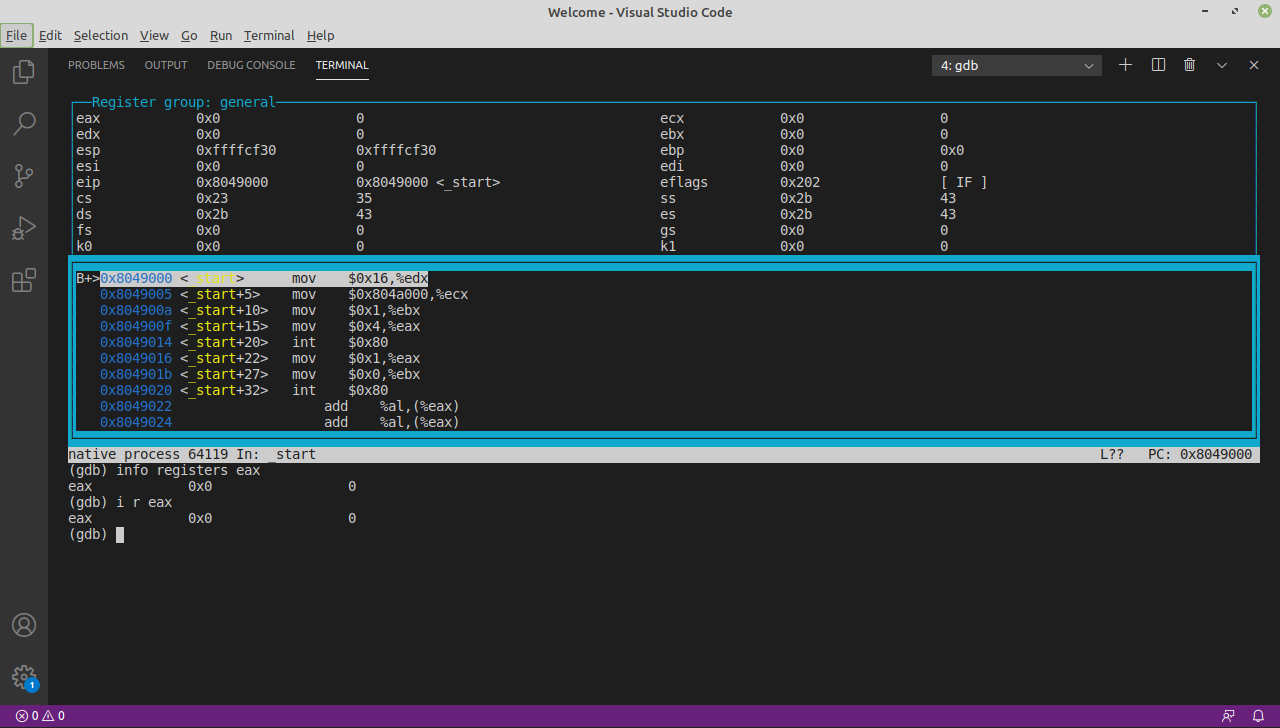 Welcome - Visual Studio Code
File Edit Selection View Go Run Terminal Help
PROBLEMS OUTPUT DEBUG CONSOLE TERMINAL 4: gdb
Register group: general
eax 0x0 0 ecx 0x0 0
edx 0x0 0 ebx 0x0 0
esp 0xffffcf30 0xffffcf30 ebp 0x0 0x0
esi 0x0 0 edi 0x0 0
eip 0x8049000 0x8049000 <_start> eflags 0x202 [ IF ]
cs 0x23 35 ss 0x2b 43
ds 0x2b 43 es 0x2b 43
fs 0x0 0 gs 0x0 0
k0 0x0 0 k1 0x0 0
B+>0x8049000 <_start> mov $0x16,%edx
0x8049005 <_start+5> mov $0x804a000,%ecx
0x804900a <_start+10> mov $0x1,%ebx
0x804900f <_start+15> mov $0x4,%eax
0x8049014 <_start+20> int $0x80
0x8049016 <_start+22> mov $0x1,%eax
0x804901b <_start+27> mov $0x0,%ebx
0x8049020 <_start+32> int $0x80
0x8049022 add %al,(%eax)
0x8049024 add %al,(%eax)
native process 64119 In: _start L?? PC: 0x8049000
(gdb) info registers eax
eax 0x0 0
(gdb) i r eax
eax 0x0 0
(gdb)
1
0 0